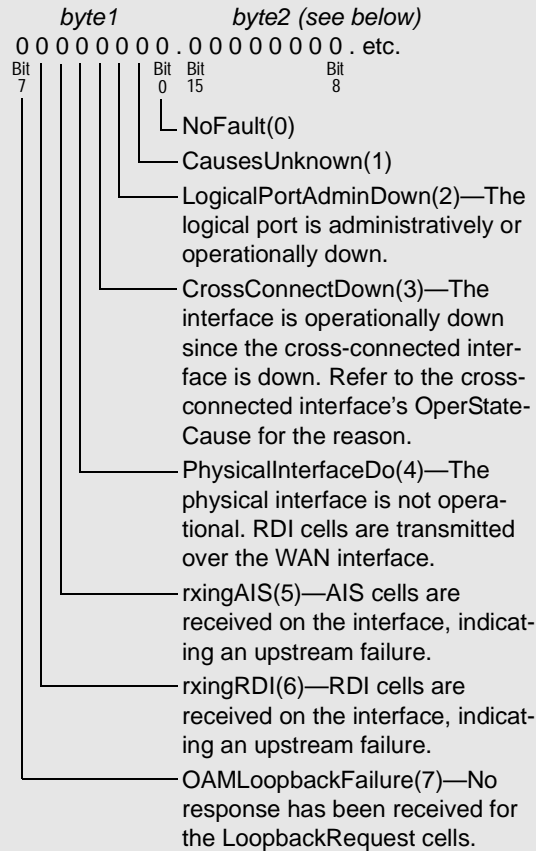 byte1 byte2 (see below)
0 0 0 0 0 0 0 0 . 0 0 0 0 0 0 0 0 . etc.
Bit Bit Bit Bit
7 0 15 8
NoFault(0)
CausesUnknown(1)
LogicalPortAdminDown(2)—The
logical port is administratively or
operationally down.
CrossConnectDown(3)—The
interface is operationally down
since the cross-connected inter-
face is down. Refer to the cross-
connected interface's OperState-
Cause for the reason.
PhysicalInterfaceDo(4)—The
physical interface is not opera-
tional. RDI cells are transmitted
over the WAN interface.
rxingAIS(5)—AIS cells are
received on the interface, indicat-
ing an upstream failure.
rxingRDI(6)—RDI cells are
received on the interface, indicat-
ing an upstream failure.
OAMLoopbackFailure(7)—No
response has been received for
the LoopbackRequest cells.